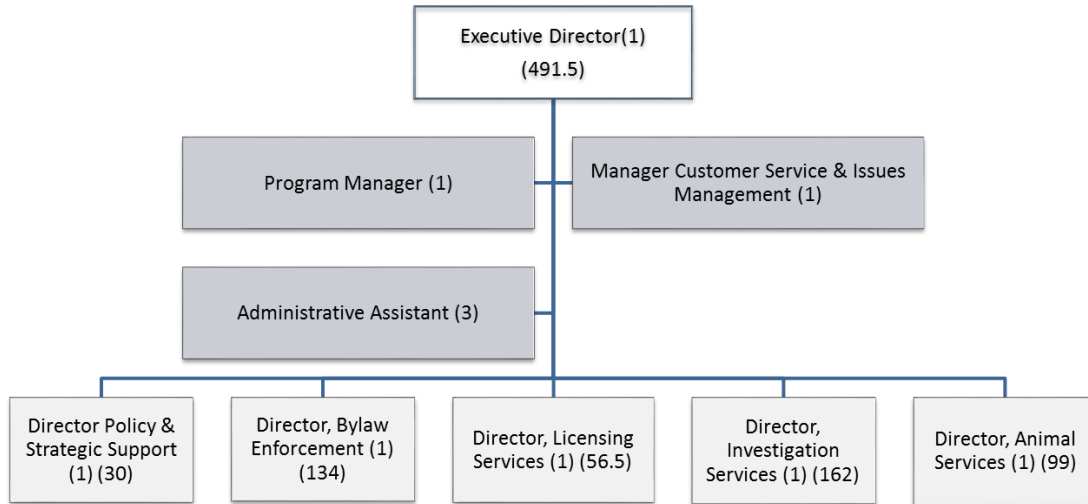 Executive Director(1)
(491.5)
Program Manager (1)
Manager Customer Service & Issues
Management (1)
Administrative Assistant (3)
Director Policy &
Strategic Support
(1) (30)
Director, Bylaw
Enforcement (1)
(134)
Director, Licensing
Services (1) (56.5)
Director,
Investigation
Services (1) (162)
Director, Animal
Services (1) (99)